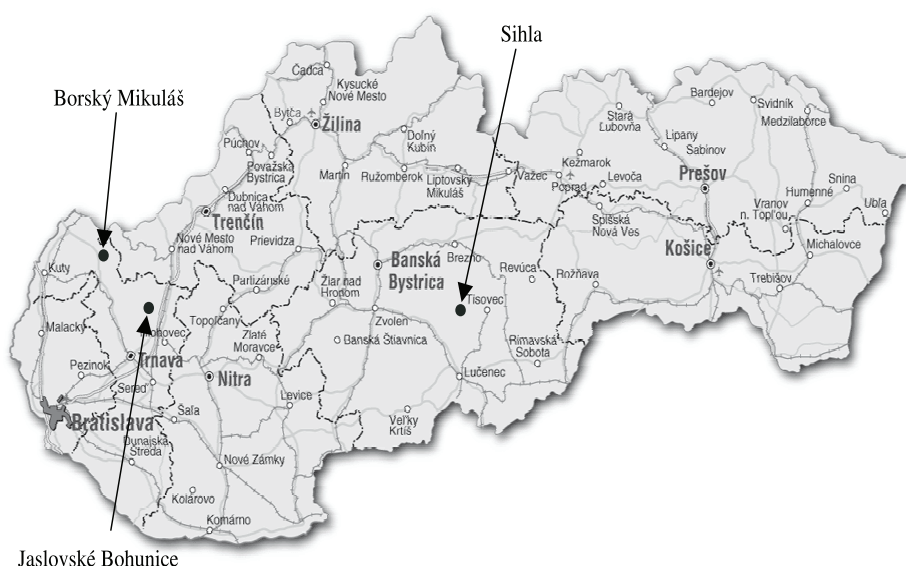 Sihla
Borský Mikuláš
Čadca
Kysucké
Nové Mesto
Bytča
Žilina
Bardejov
Svidník
Medzilaborce
Stará
Ľubovňa
Lipany
Sabinov
Púchov
Považská
Bystrica
Doľný
Kubín
Martin
Ružomberok
Liptovský
Mikuláš
Važec
Kežmarok
Poprad
Levoča
Prešov
Snina
Humenné
Ubľa
Dubnica
nad Váhom
Trenčín
Vranov
n. Topľou
Spišská
Nová Ves
Nové Mesto
nad Váhom
Prievidza
Košice
Michalovce
Kuty
Banská
Bystrica
Brezno
Revúca
Rožňava
Trebišov
Partizánske
Žiar nad
Hronom
Tisovec
Topoľčany
Zvolen
Malacky
Zlaté
Moravce
Banská Štiavnica
Rimavská
Sobota
Pezinok
Trnava
Nitra
Lučenec
Sereď
Levice
Bratislava
Šaľa
Veľky
Krtíš
Dunajská
Streda
Nové Zámky
Kolárovo
Komárno
Jaslovské Bohunice